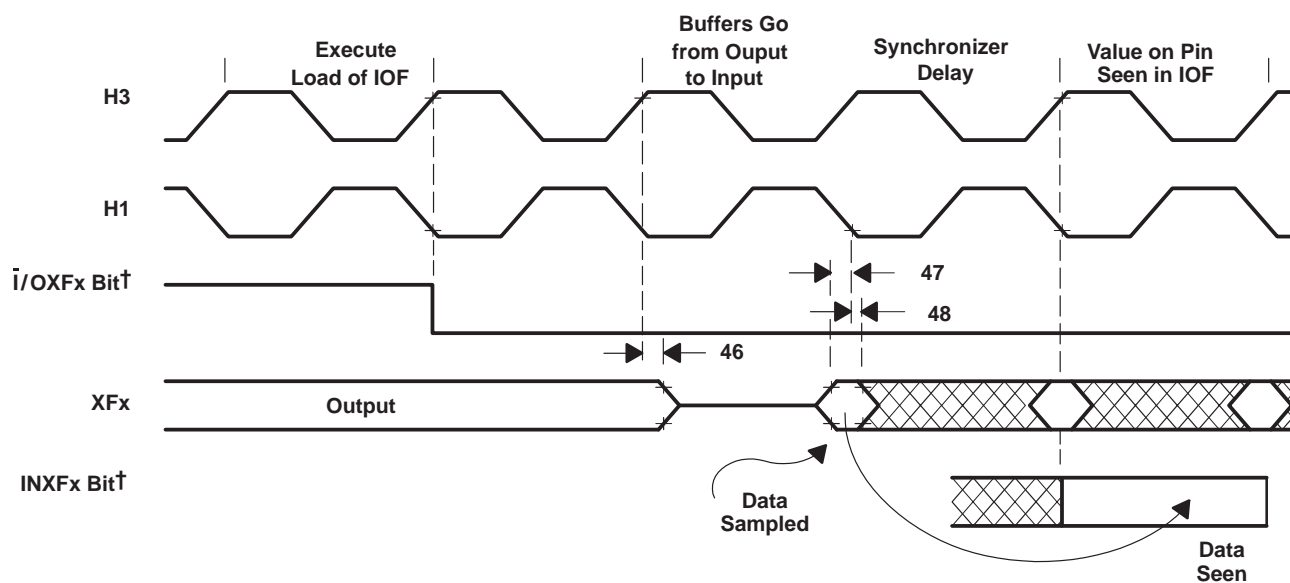 Execute
Load of IOF
Buffers Go
from Ouput
to Input
Synchronizer
Delay
Value on Pin
Seen in IOF
H3
H1
Ī/OXFx Bit†
47
48
46
XFx
Output
INXFx Bit†
Data
Sampled
Data
Seen